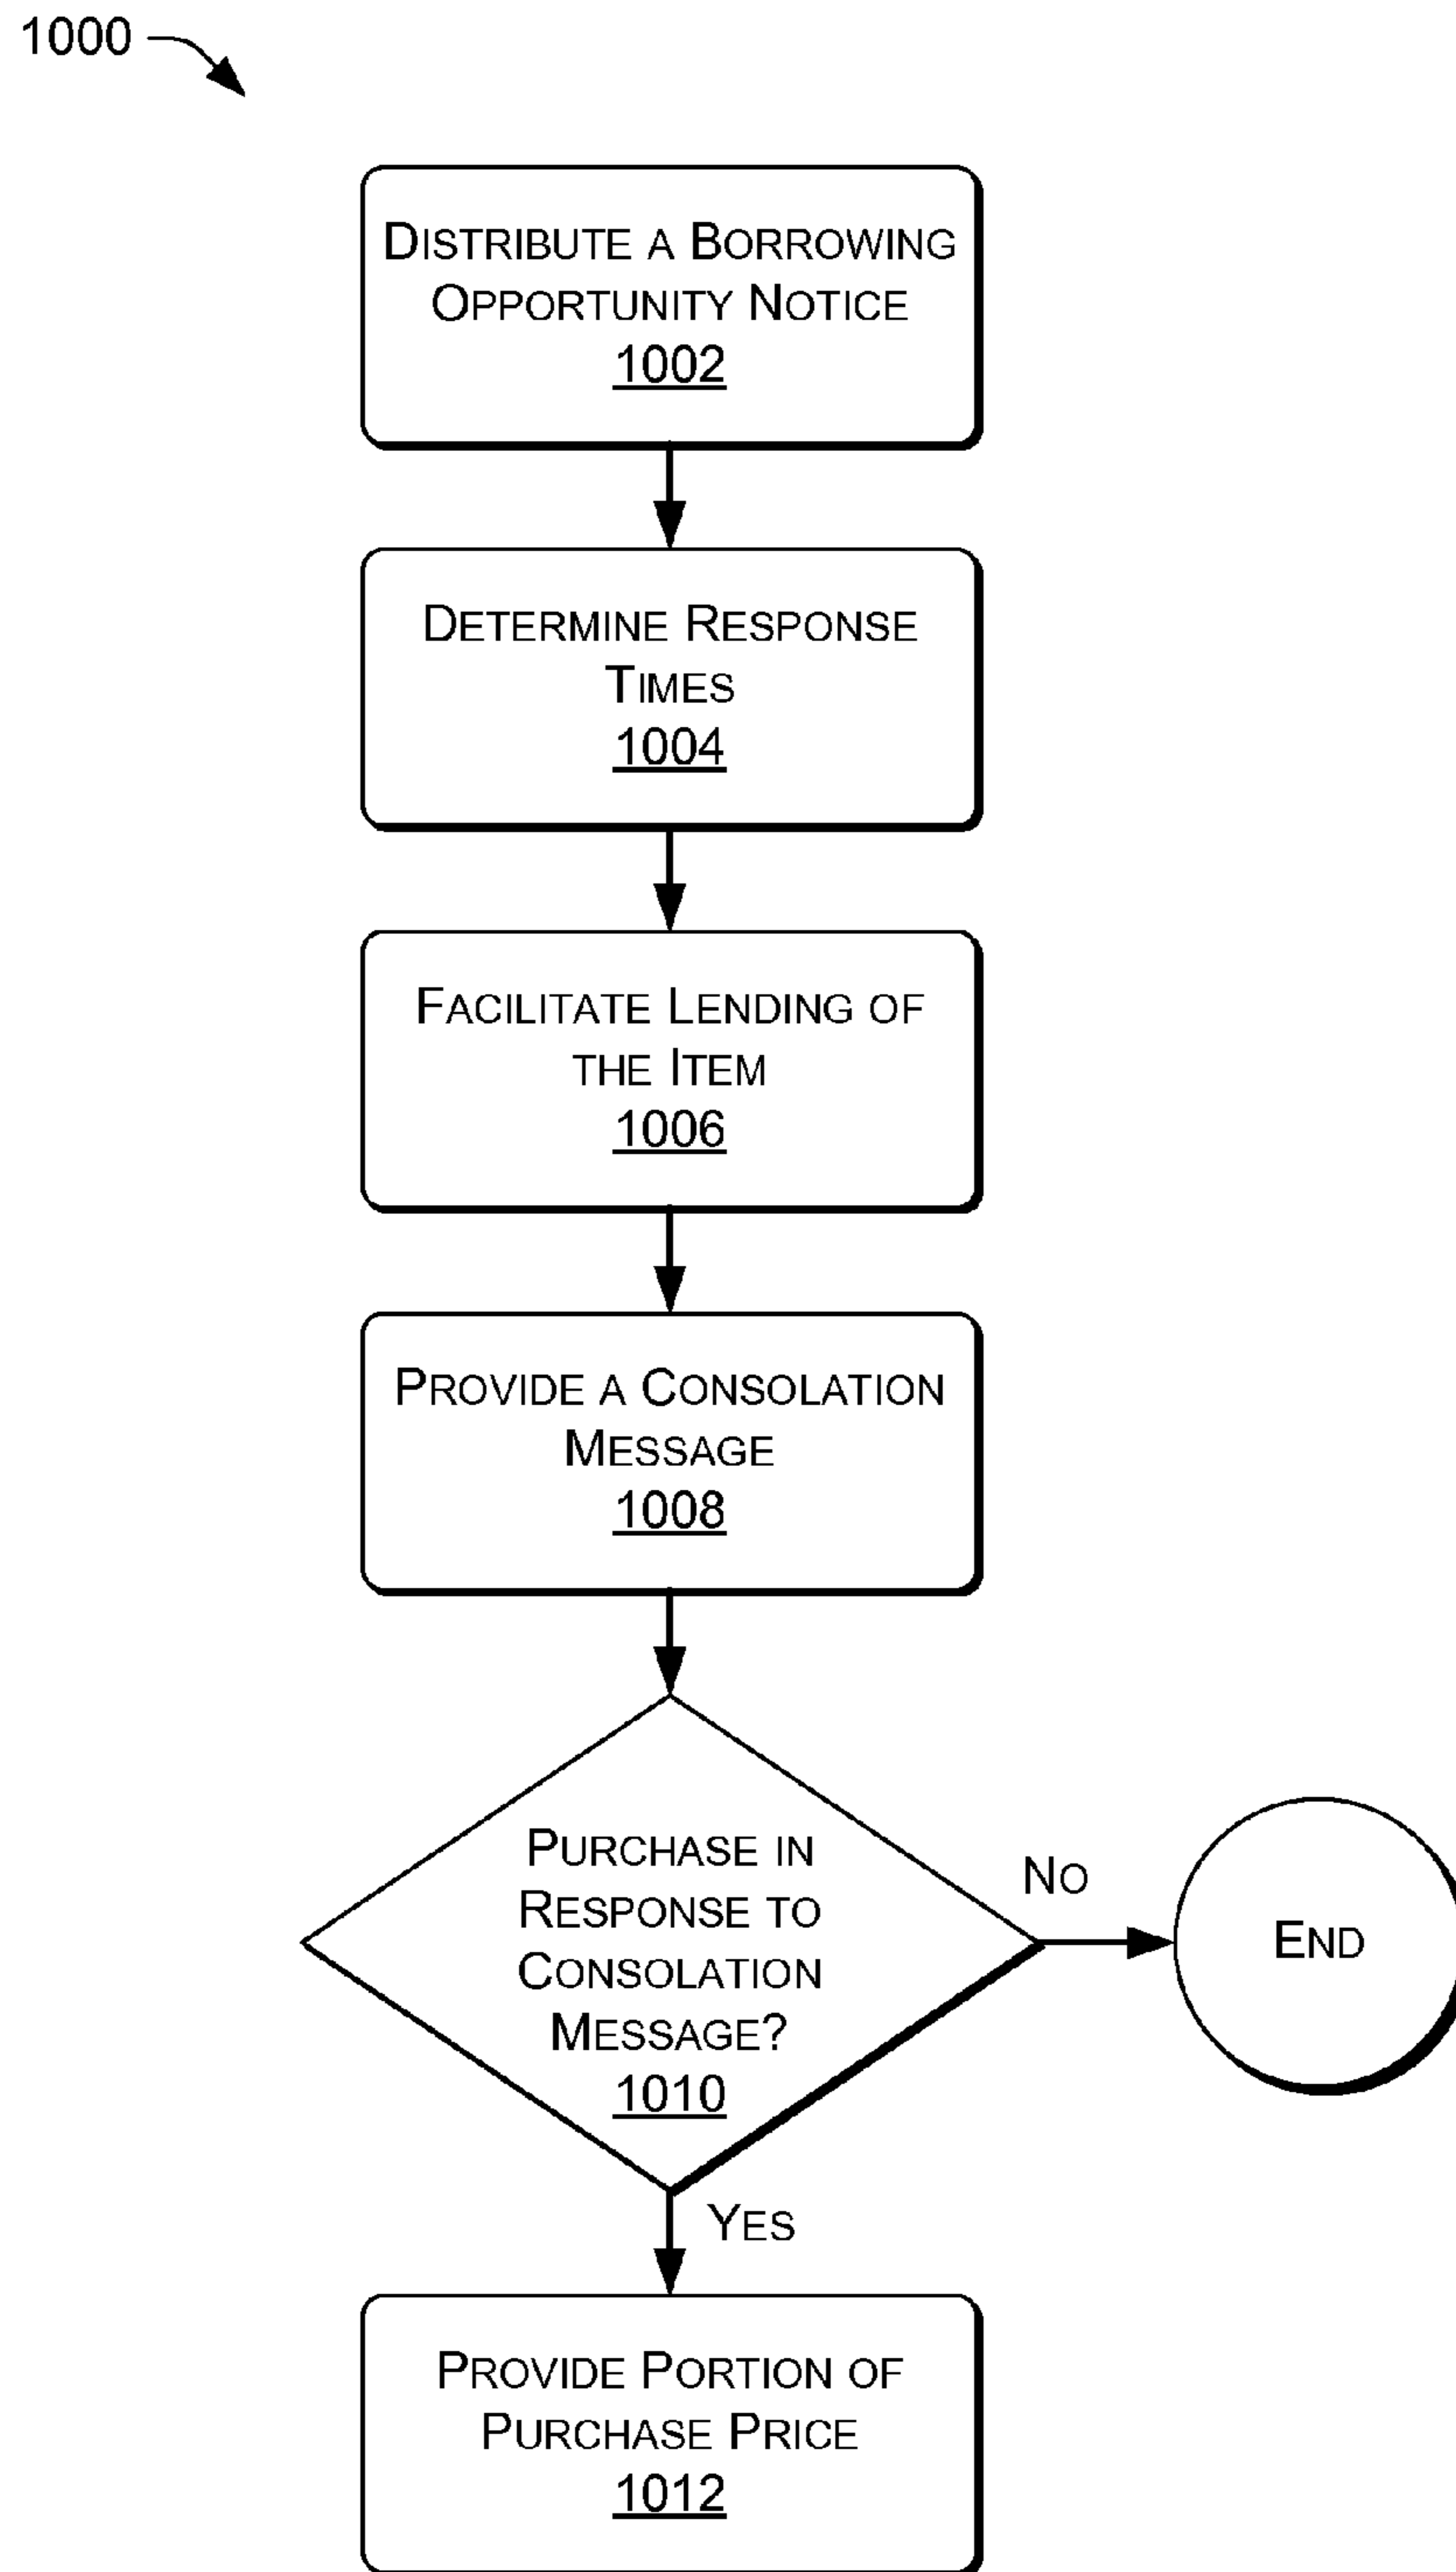 1000
Distribute a Borrowing
Opportunity Notice
1002
Determine Response
Times
1004
Facilitate Lending of
the Item
1006
Provide a Consolation
Message
1008
Purchase in
Response to
Consolation
Message?
1010
No
End
Yes
Provide Portion of
Purchase Price
1012